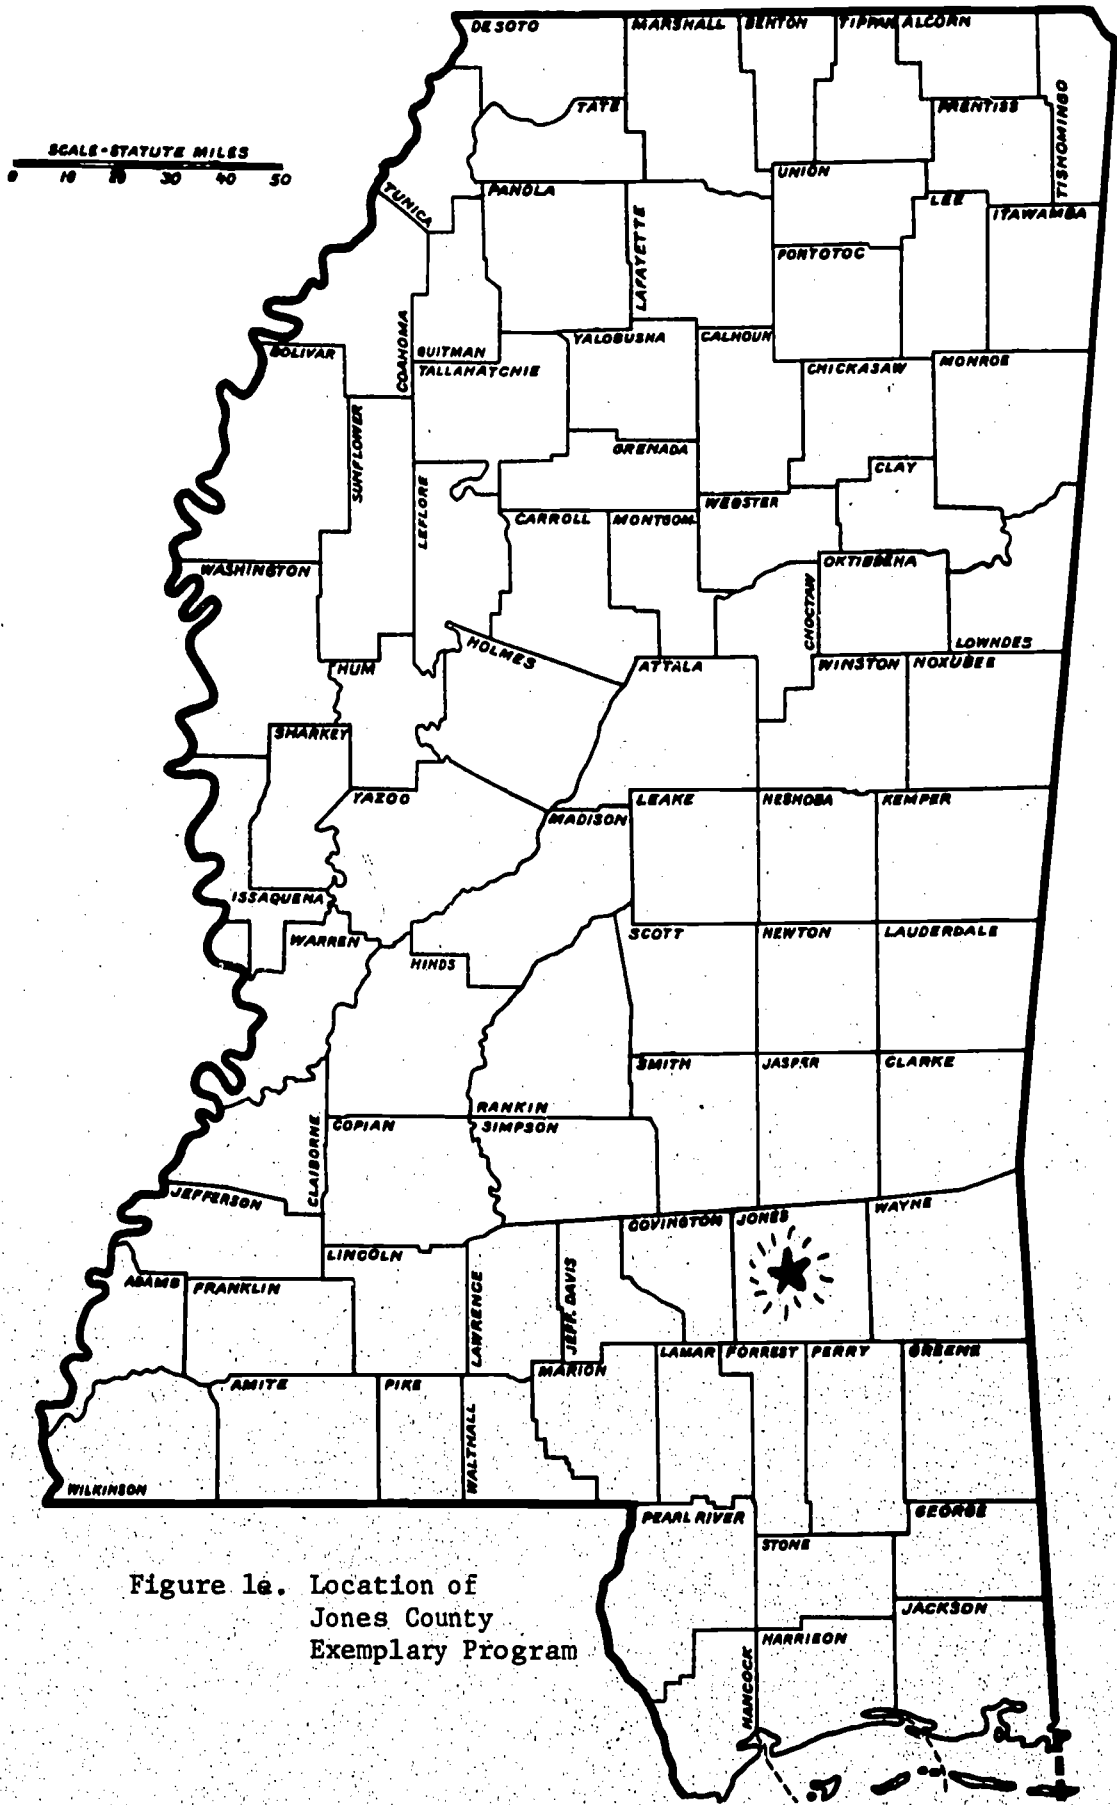 DE SOTO
MARSHALL
BENTON
TIPPAH
ALCORN
TATE
PRENTISS
TISHOMINGO
SCALE-STATUTE MILES
0 10 20 30 40 50
UNION
TUNICA
PANOLA
LEE
ITAWAMBA
LAFAYETTE
PONTOTOC
COAHOMA
YALOBUSHA
CALHOUN
BOLIVAR
QUITMAN
TALLAHATCHIE
CHICKASAW
MONROE
SUNFLOWER
GRENADA
CLAY
LEFLORE
WEBSTER
CARROLL
MONTGOM.
WASHINGTON
OKTIBBEHA
CHOCTAW
HOLMES
LOWNDES
HUM
ATTALA
WINSTON
NOXUBEE
SHARKEY
YAZOO
LEAKE
NESHOBA
KEMPER
MADISON
ISSAQUENA
WARREN
SCOTT
NEWTON
LAUDERDALE
HINDS
SMITH
JASPER
CLARKE
RANKIN
SIMPSON
COPIAH
CLAIBORNE
JEFFERSON
COVINGTON
JONES
WAYNE
LINCOLN
LAWRENCE
JEFF. DAVIS
ADAMS
FRANKLIN
LAMAR
FORREST
PERRY
GREENE
MARION
AMITE
PIKE
WALTHALL
WILKINSON
PEARL RIVER
GEORGE
STONE
JACKSON
HARRISON
HANCOCK
Figure 1a. Location of
Jones County
Exemplary Program